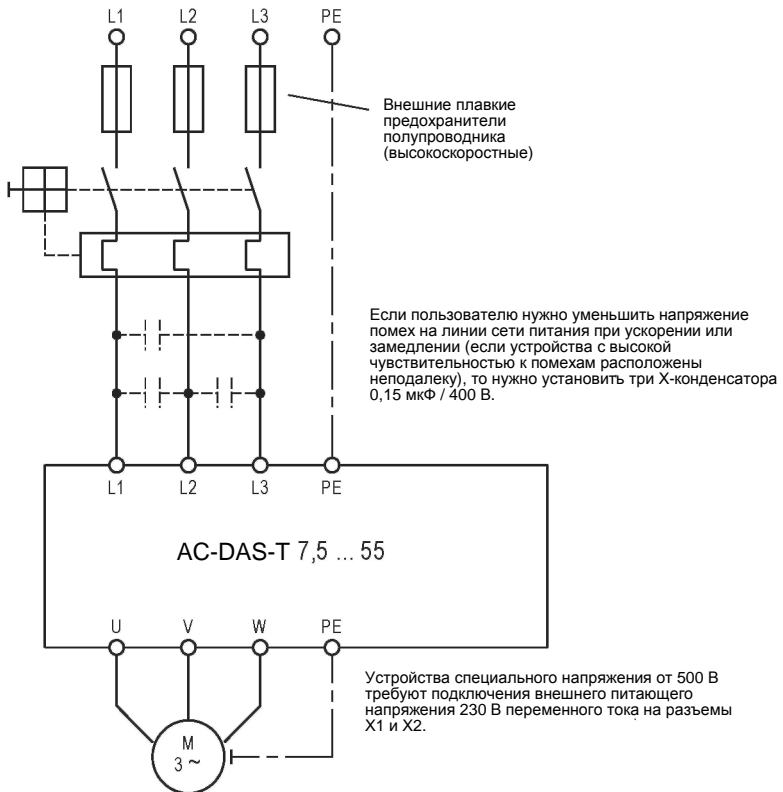 L1 L2 L3 PE
Внешние плавкие
предохранители
полупроводника
(высокоскоростные)
Если пользователю нужно уменьшить напряжение
помех на линии сети питания при ускорении или
замедлении (если устройства с высокой
чувствительностью к помехам расположены
неподалеку), то нужно установить три X-конденсатора
0,15 мкФ / 400 В.
L1 L2 L3 PE
AC-DAS-T 7,5 ... 55
U V W PE
Устройства специального напряжения от 500 В
требуют подключения внешнего питающего
напряжения 230 В переменного тока на разъемы
X1 и X2.
M
3 ~